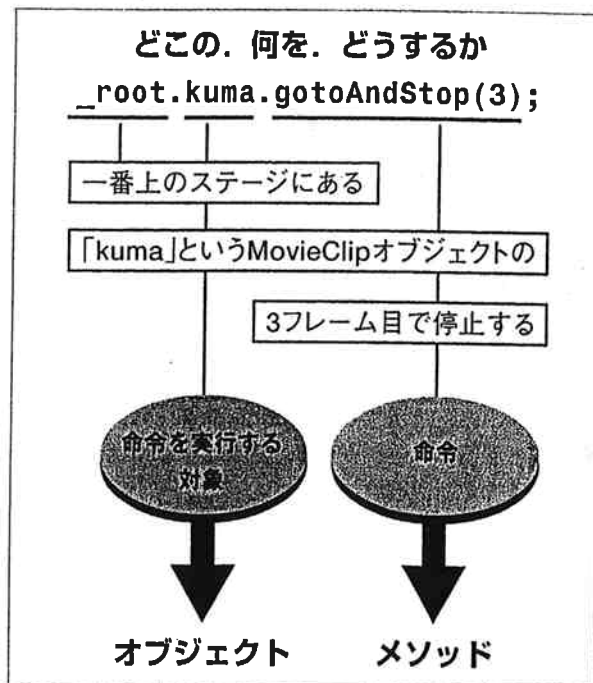 どこの．何を．どうするか
_root.kuma.gotoAndStop(3);
一番上のステージにある
「kuma」というMovieClipオブジェクトの
3フレーム目で停止する
命令を実行する
対象
命令
オブジェクト
メソッド